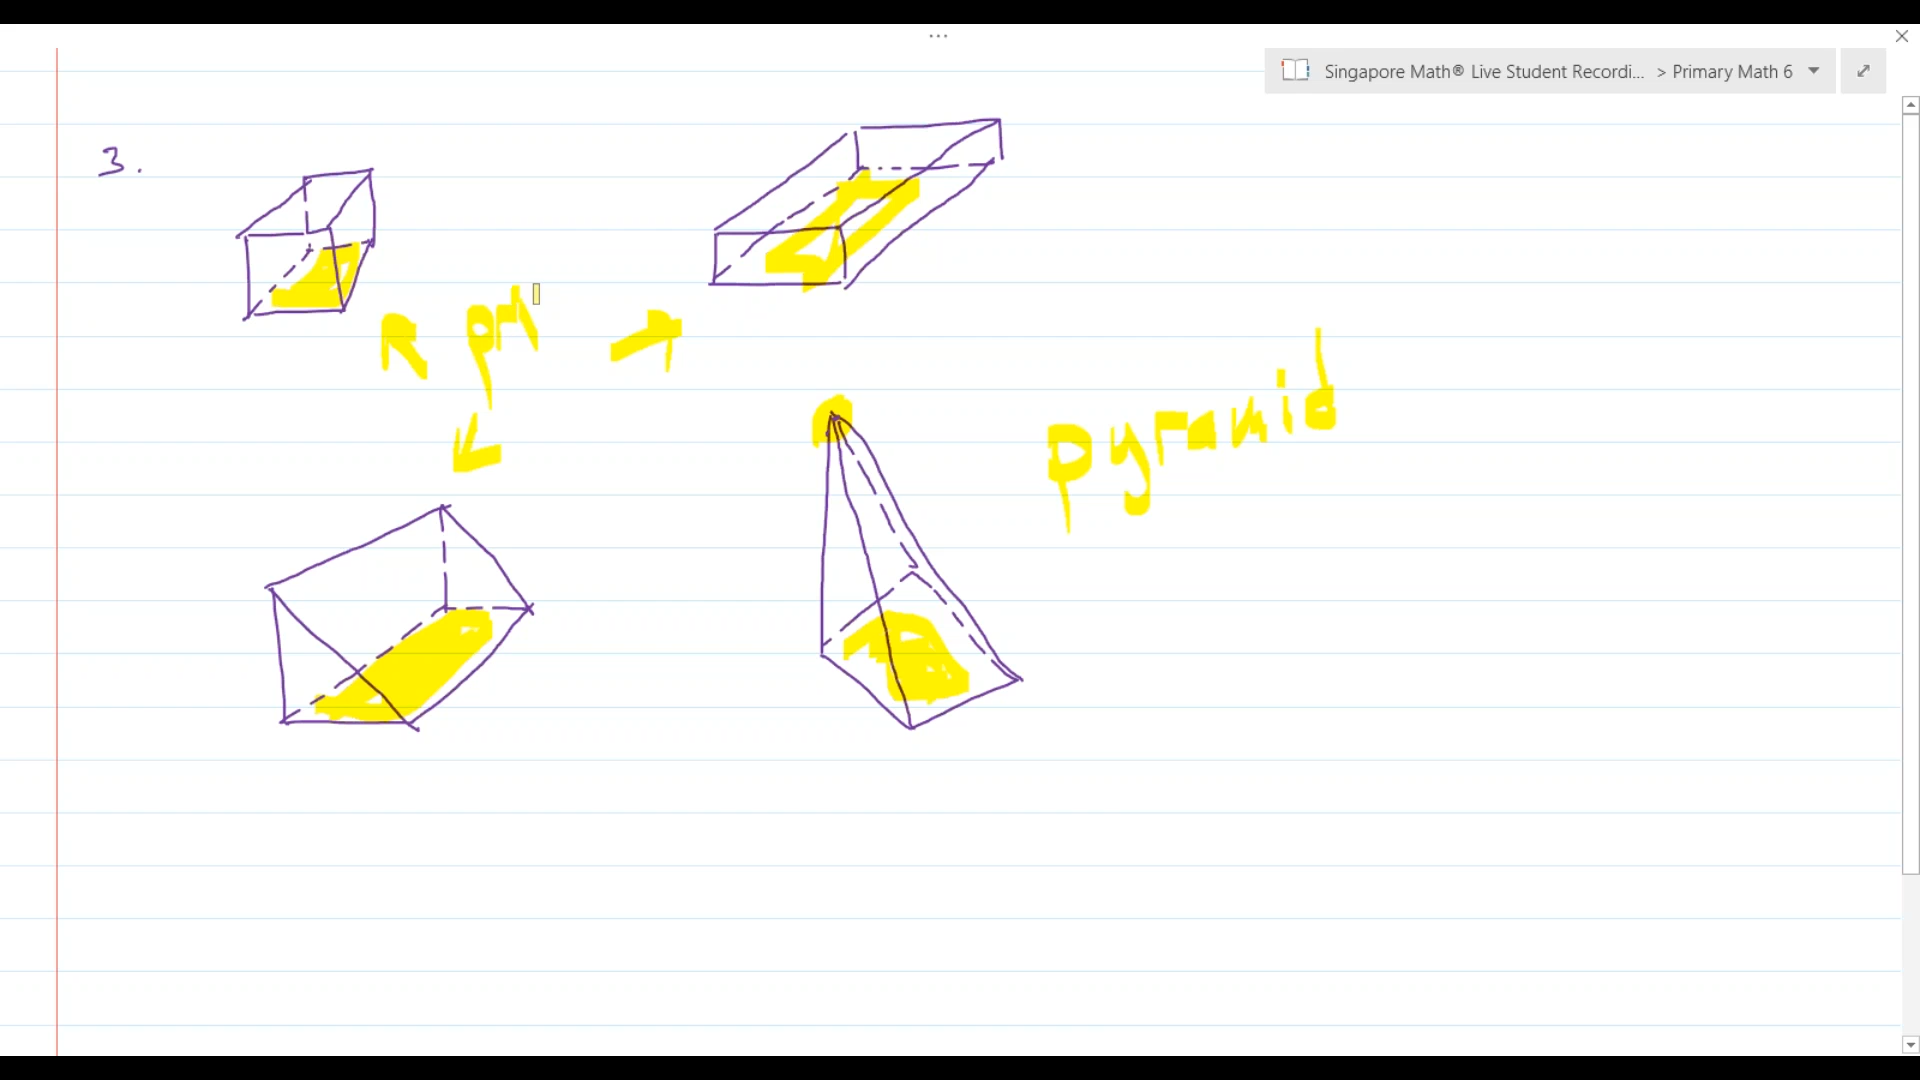 Singapore Math® Live Student Recordi... > Primary Math 6
3.
pyramid